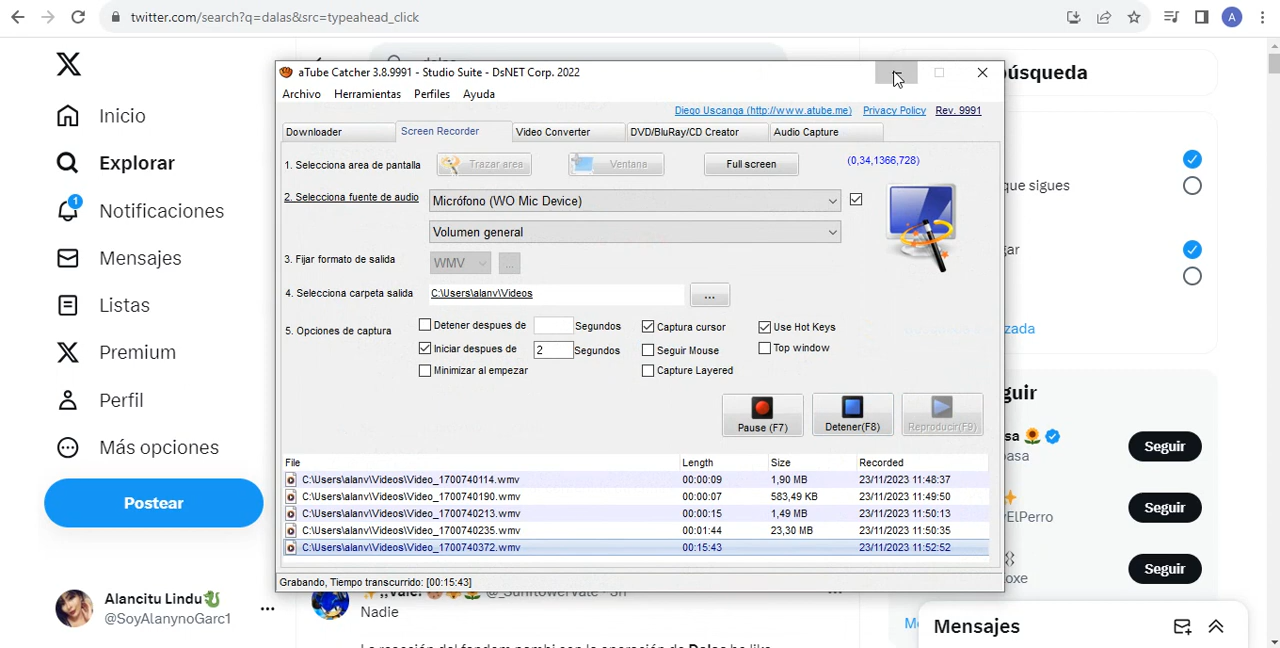 twitter.com/search?q=dalas&src=typeahead_click
A
X
Inicio
Explorar
1
Notificaciones
Mensajes
Listas
Premium
Perfil
Más opciones
Postear
Alancitu Lindu🐉
@SoyAlanynoGarc1
aTube Catcher 3.8.9991 - Studio Suite - DsNET Corp. 2022
Archivo Herramientas Perfiles Ayuda
Diego Uscanga (http://www.atube.me) Privacy Policy Rev. 9991
Downloader Screen Recorder Video Converter DVD/BluRay/CD Creator Audio Capture
1. Selecciona area de pantalla Trazar area Ventana Full screen (0,34,1366,728)
2. Selecciona fuente de audio Micrófono (WO Mic Device)
Volumen general
3. Fijar formato de salida WMV ...
4. Selecciona carpeta salida C:\Users\alanv\Videos ...
5. Opciones de captura Detener despues de Segundos Captura cursor Use Hot Keys
Iniciar despues de 2 Segundos Seguir Mouse Top window
Minimizar al empezar Capture Layered
Pause (F7) Detener(F8) Reproducir(F9)
File Length Size Recorded
C:\Users\alanv\Videos\Video_1700740114.wmv 00:00:09 1,90 MB 23/11/2023 11:48:37
C:\Users\alanv\Videos\Video_1700740190.wmv 00:00:07 583,49 KB 23/11/2023 11:49:50
C:\Users\alanv\Videos\Video_1700740213.wmv 00:00:15 1,49 MB 23/11/2023 11:50:13
C:\Users\alanv\Videos\Video_1700740235.wmv 00:01:44 23,30 MB 23/11/2023 11:50:35
C:\Users\alanv\Videos\Video_1700740372.wmv 00:15:43 23/11/2023 11:52:52
Grabando, Tiempo transcurrido: [00:15:43]
Nadie
búsqueda
que sigues
Seguir
ElPerro Seguir
Seguir
Mensajes